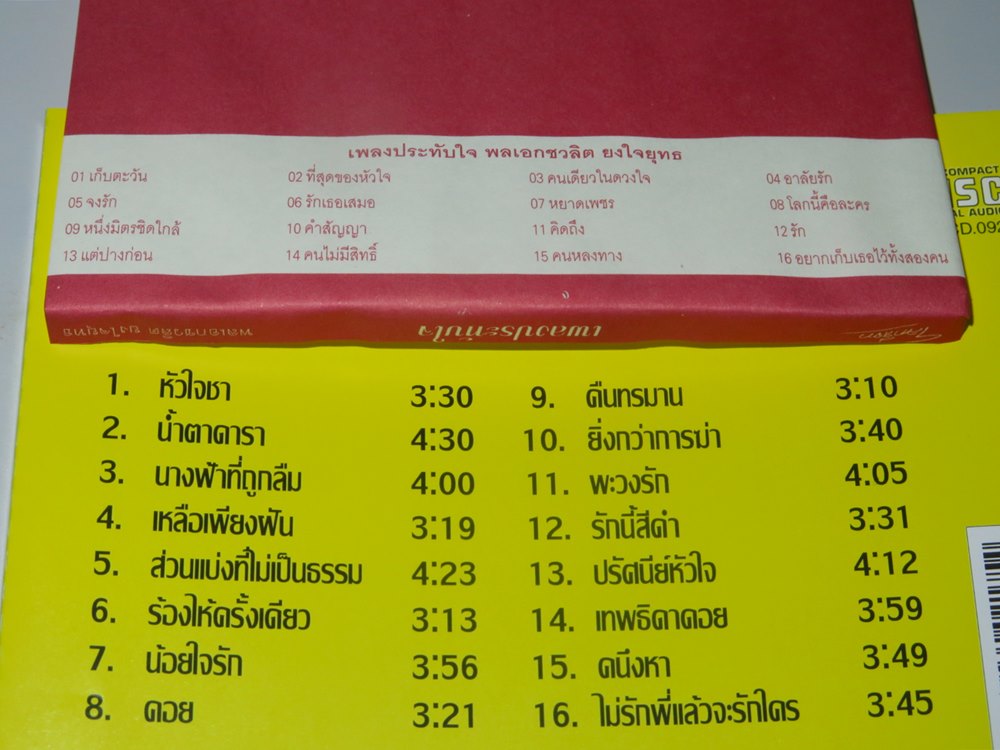 เพลงประทับใจ พลเอกชวลิต ยงใจยุทธ
01 เก็บตะวัน 02 ที่สุดของหัวใจ 03 คนเดียวในดวงใจ 04 อาลัยรัก
05 จงรัก 06 รักเธอเสมอ 07 หยาดเพชร 08 โลกนี้คือละคร
09 หนึ่งมิตรชิดใกล้ 10 คำสัญญา 11 คิดถึง 12 รัก
13 แต่ปางก่อน 14 คนไม่มีสิทธิ์ 15 คนหลงทาง 16 อยากเก็บเธอไว้ทั้งสองคน
COMPACT
ISC
AL AUDIO
CD.092
เพลงประทับใจ
พลเอกชวลิต ยงใจยุทธ
1. หัวใจชา 3:30 9. คืนทรมาน 3:10
2. น้ำตาดารา 4:30 10. ยิ่งกว่าการฆ่า 3:40
3. นางฟ้าที่ถูกลืม 4:00 11. พะวงรัก 4:05
4. เหลือเพียงฝัน 3:19 12. รักนี้สีดำ 3:31
5. ส่วนแบ่งที่ไม่เป็นธรรม 4:23 13. ปริศนีย์หัวใจ 4:12
6. ร้องไห้ครั้งเดียว 3:13 14. เทพธิดาดอย 3:59
7. น้อยใจรัก 3:56 15. คนึงหา 3:49
8. คอย 3:21 16. ไม่รักพี่แล้วจะรักใคร 3:45